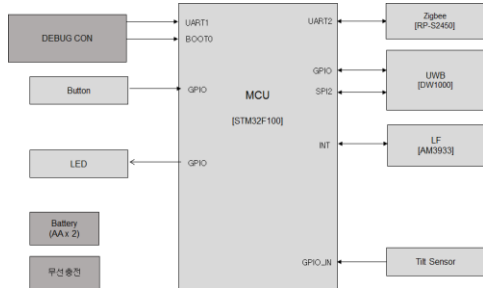 DEBUG CON
UART1
BOOT0
Button
GPIO
LED
GPIO
Battery
(AA x 2)
무선충전
MCU
[STM32F100]
UART2
Zigbee
[RP-S2450]
GPIO
SPI2
UWB
[DW1000]
INT
LF
[AM3933]
GPIO_IN
Tilt Sensor